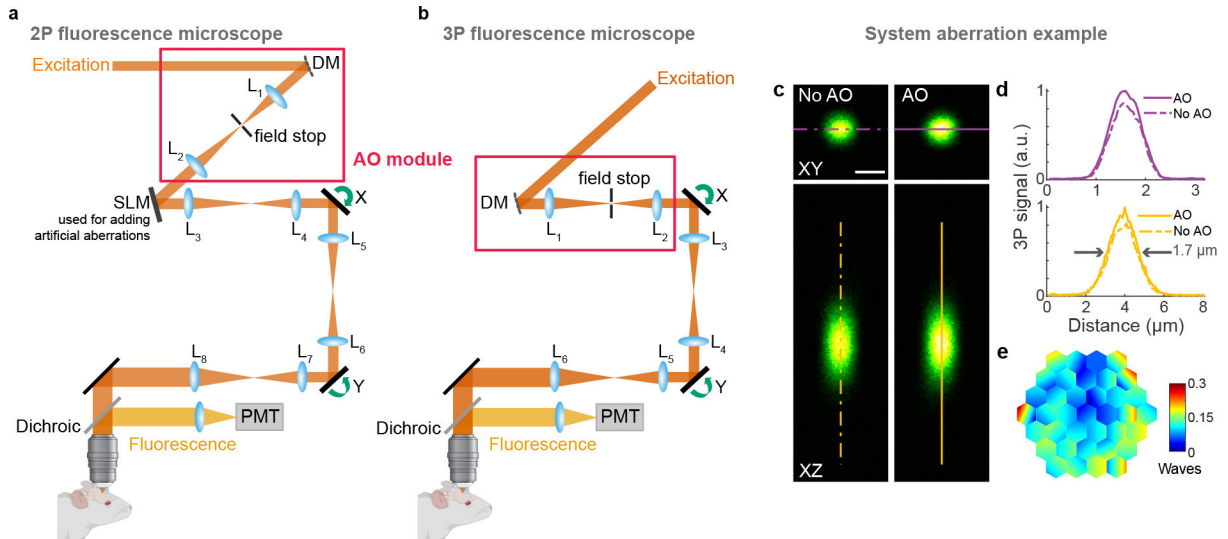 a
2P fluorescence microscope
Excitation
DM
L1
field stop
L2
AO module
SLM
used for adding
artificial aberrations
L3
L4
X
L5
L6
L8
L7
Y
Dichroic
PMT
Fluorescence
b
3P fluorescence microscope
Excitation
field stop
DM
L1
L2
X
L3
L4
L6
L5
Y
Dichroic
PMT
Fluorescence
System aberration example
c
No AO
AO
XY
XZ
d
3P signal (a.u.)
1
0
AO
No AO
0
1
2
3
1
0
AO
No AO
1.7 µm
0
2
4
6
8
Distance (µm)
e
0.3
0.15
0
Waves